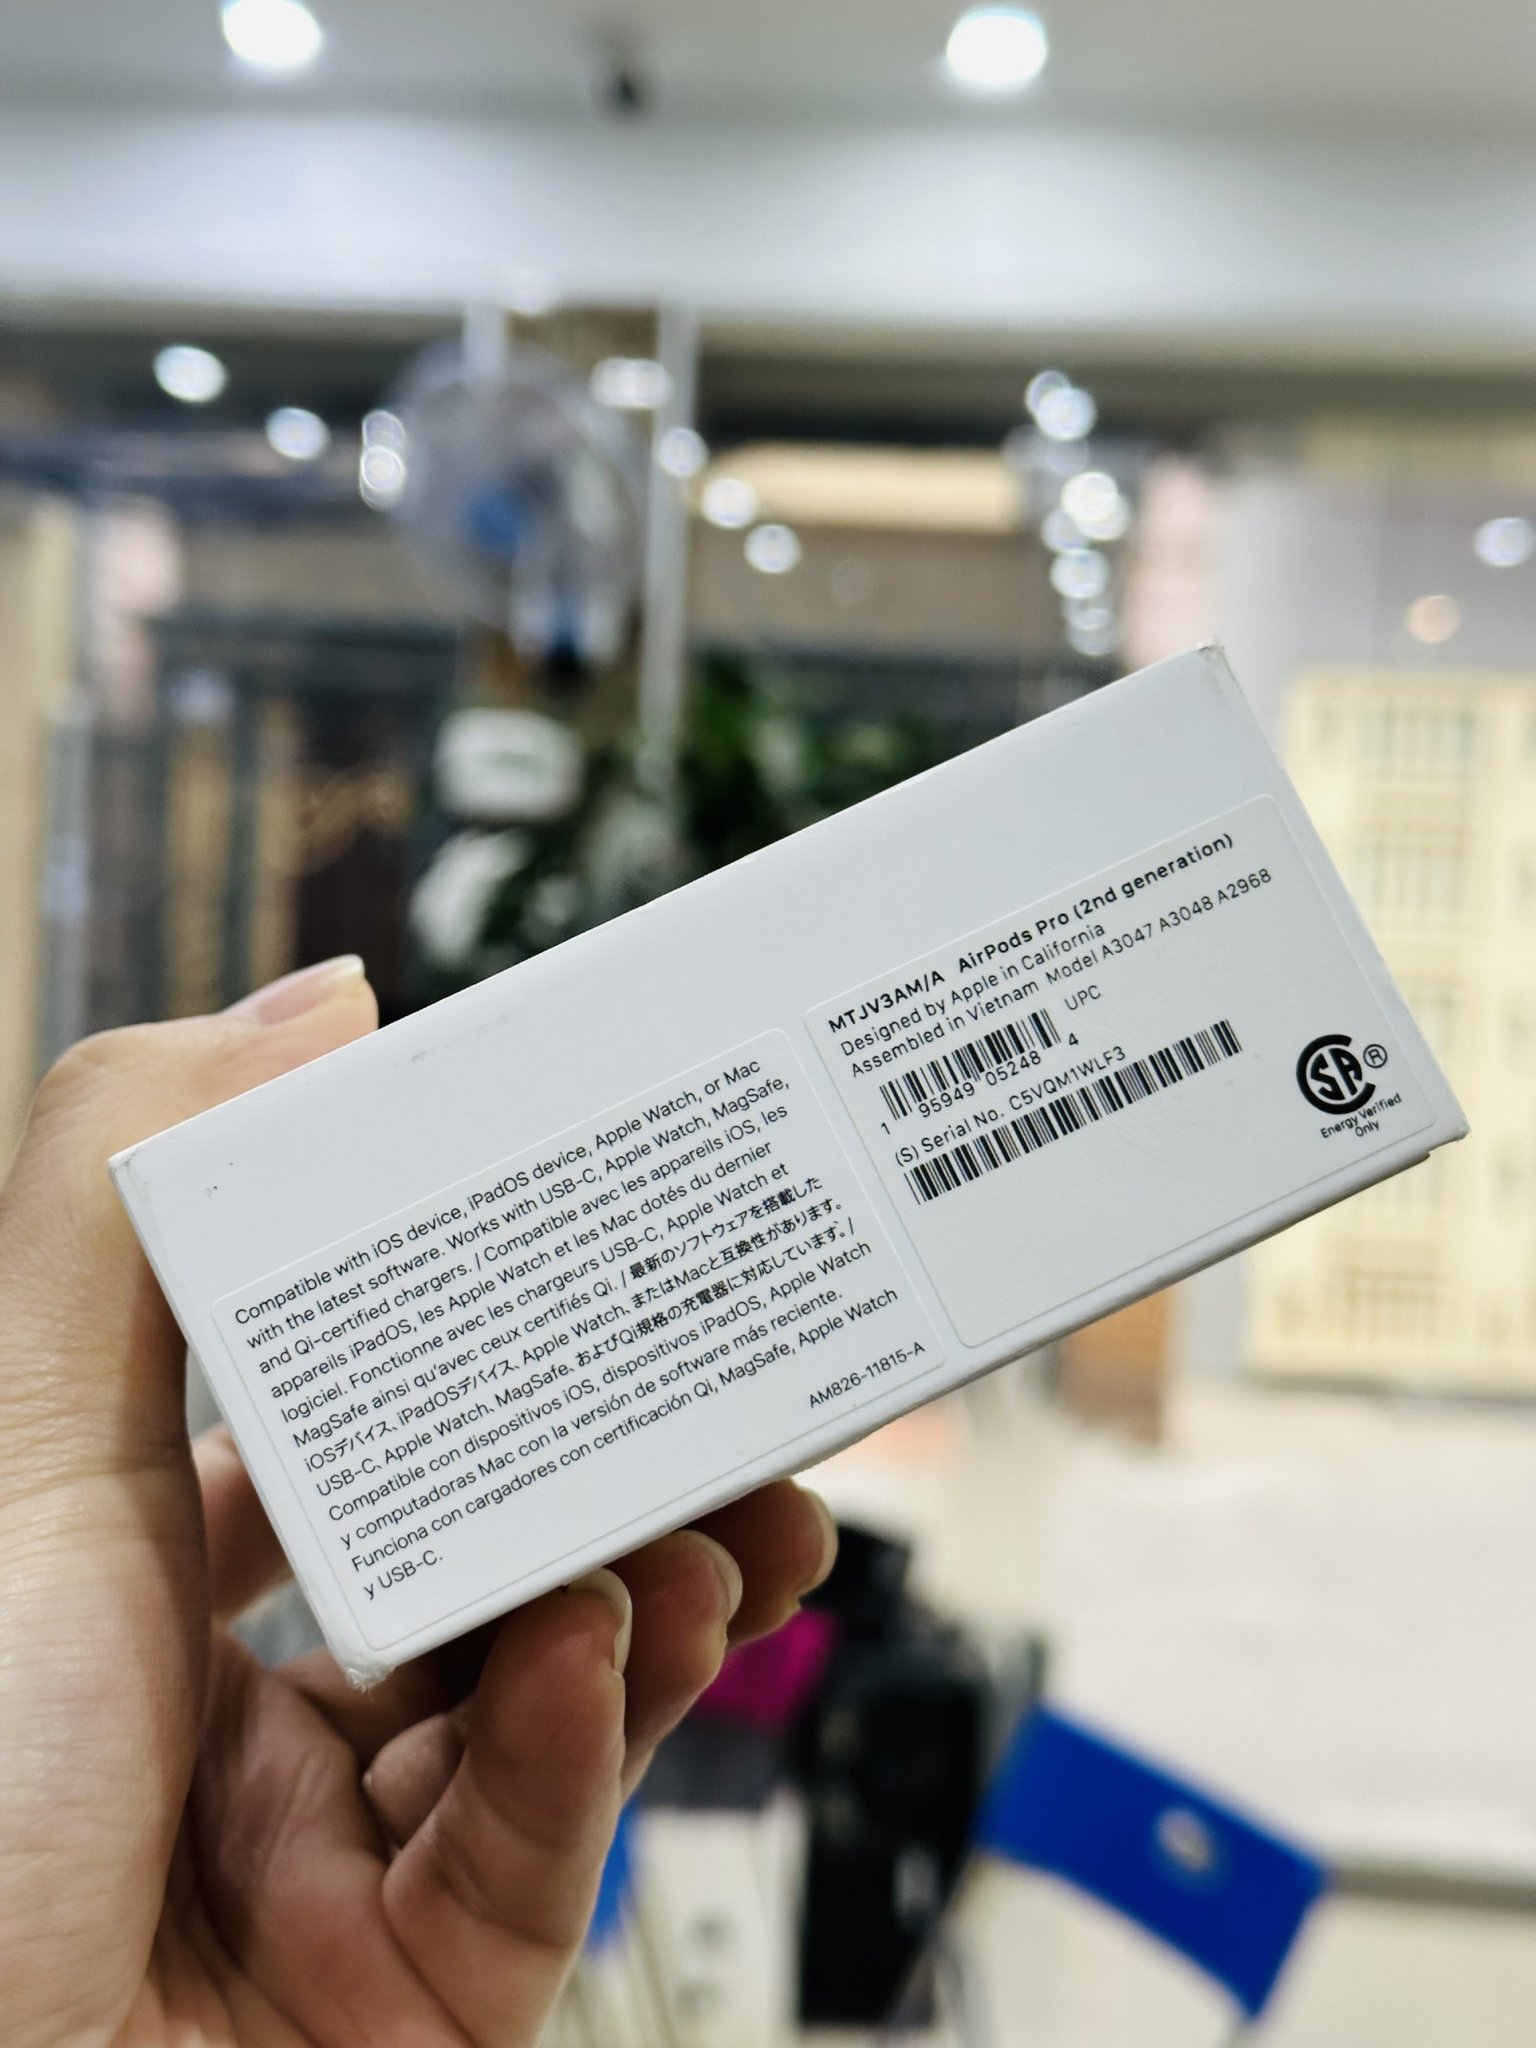 Compatible with iOS device, iPadOS device, Apple Watch, or Mac
with the latest software. Works with USB-C, Apple Watch, MagSafe,
and Qi-certified chargers. / Compatible avec les appareils iOS, les
appareils iPadOS, les Apple Watch et les Mac dotés du dernier
logiciel. Fonctionne avec les chargeurs USB-C, Apple Watch et
MagSafe ainsi qu'avec ceux certifiés Qi. / 最新のソフトウェアを搭載した
iOSデバイス、iPadOSデバイス、Apple Watch、またはMacと互換性があります。
USB-C、Apple Watch、MagSafe、およびQi規格の充電器に対応しています。 /
Compatible con dispositivos iOS, dispositivos iPadOS, Apple Watch
y computadoras Mac con la versión de software más reciente.
Funciona con cargadores con certificación Qi, MagSafe, Apple Watch
y USB-C.
AM826-11815-A
MTJV3AM/A AirPods Pro (2nd generation)
Designed by Apple in California
Assembled in Vietnam Model A3047 A3048 A2968
UPC
1 95949 05248 4
(S) Serial No. C5VQM1WLF3
CSA®
Energy Verified
Only